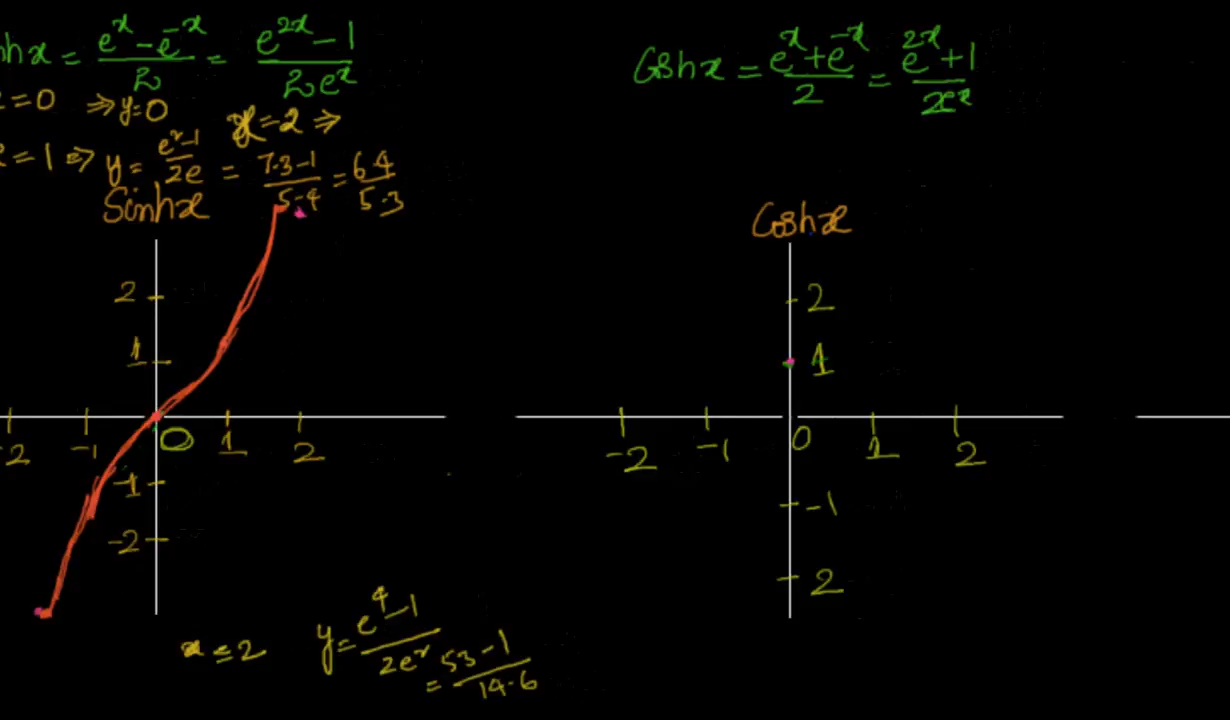 nhx = (e^x - e^-x)/2 = (e^2x - 1)/2e^x
x = 0 ⇒ y = 0
x = 2 ⇒
x = 1 ⇒ y = (e^2 - 1)/2e = (7.3 - 1)/5.4 = 6.4/5.3
Sinhx
2
1
-2 -1 0 1 2
-1
-2
x = 2 y = (e^4 - 1)/2e^2 = (53 - 1)/14.6
Coshx = (e^x + e^-x)/2 = (e^2x + 1)/2e^x
Coshx
2
1
-2 -1 0 1 2
-1
2